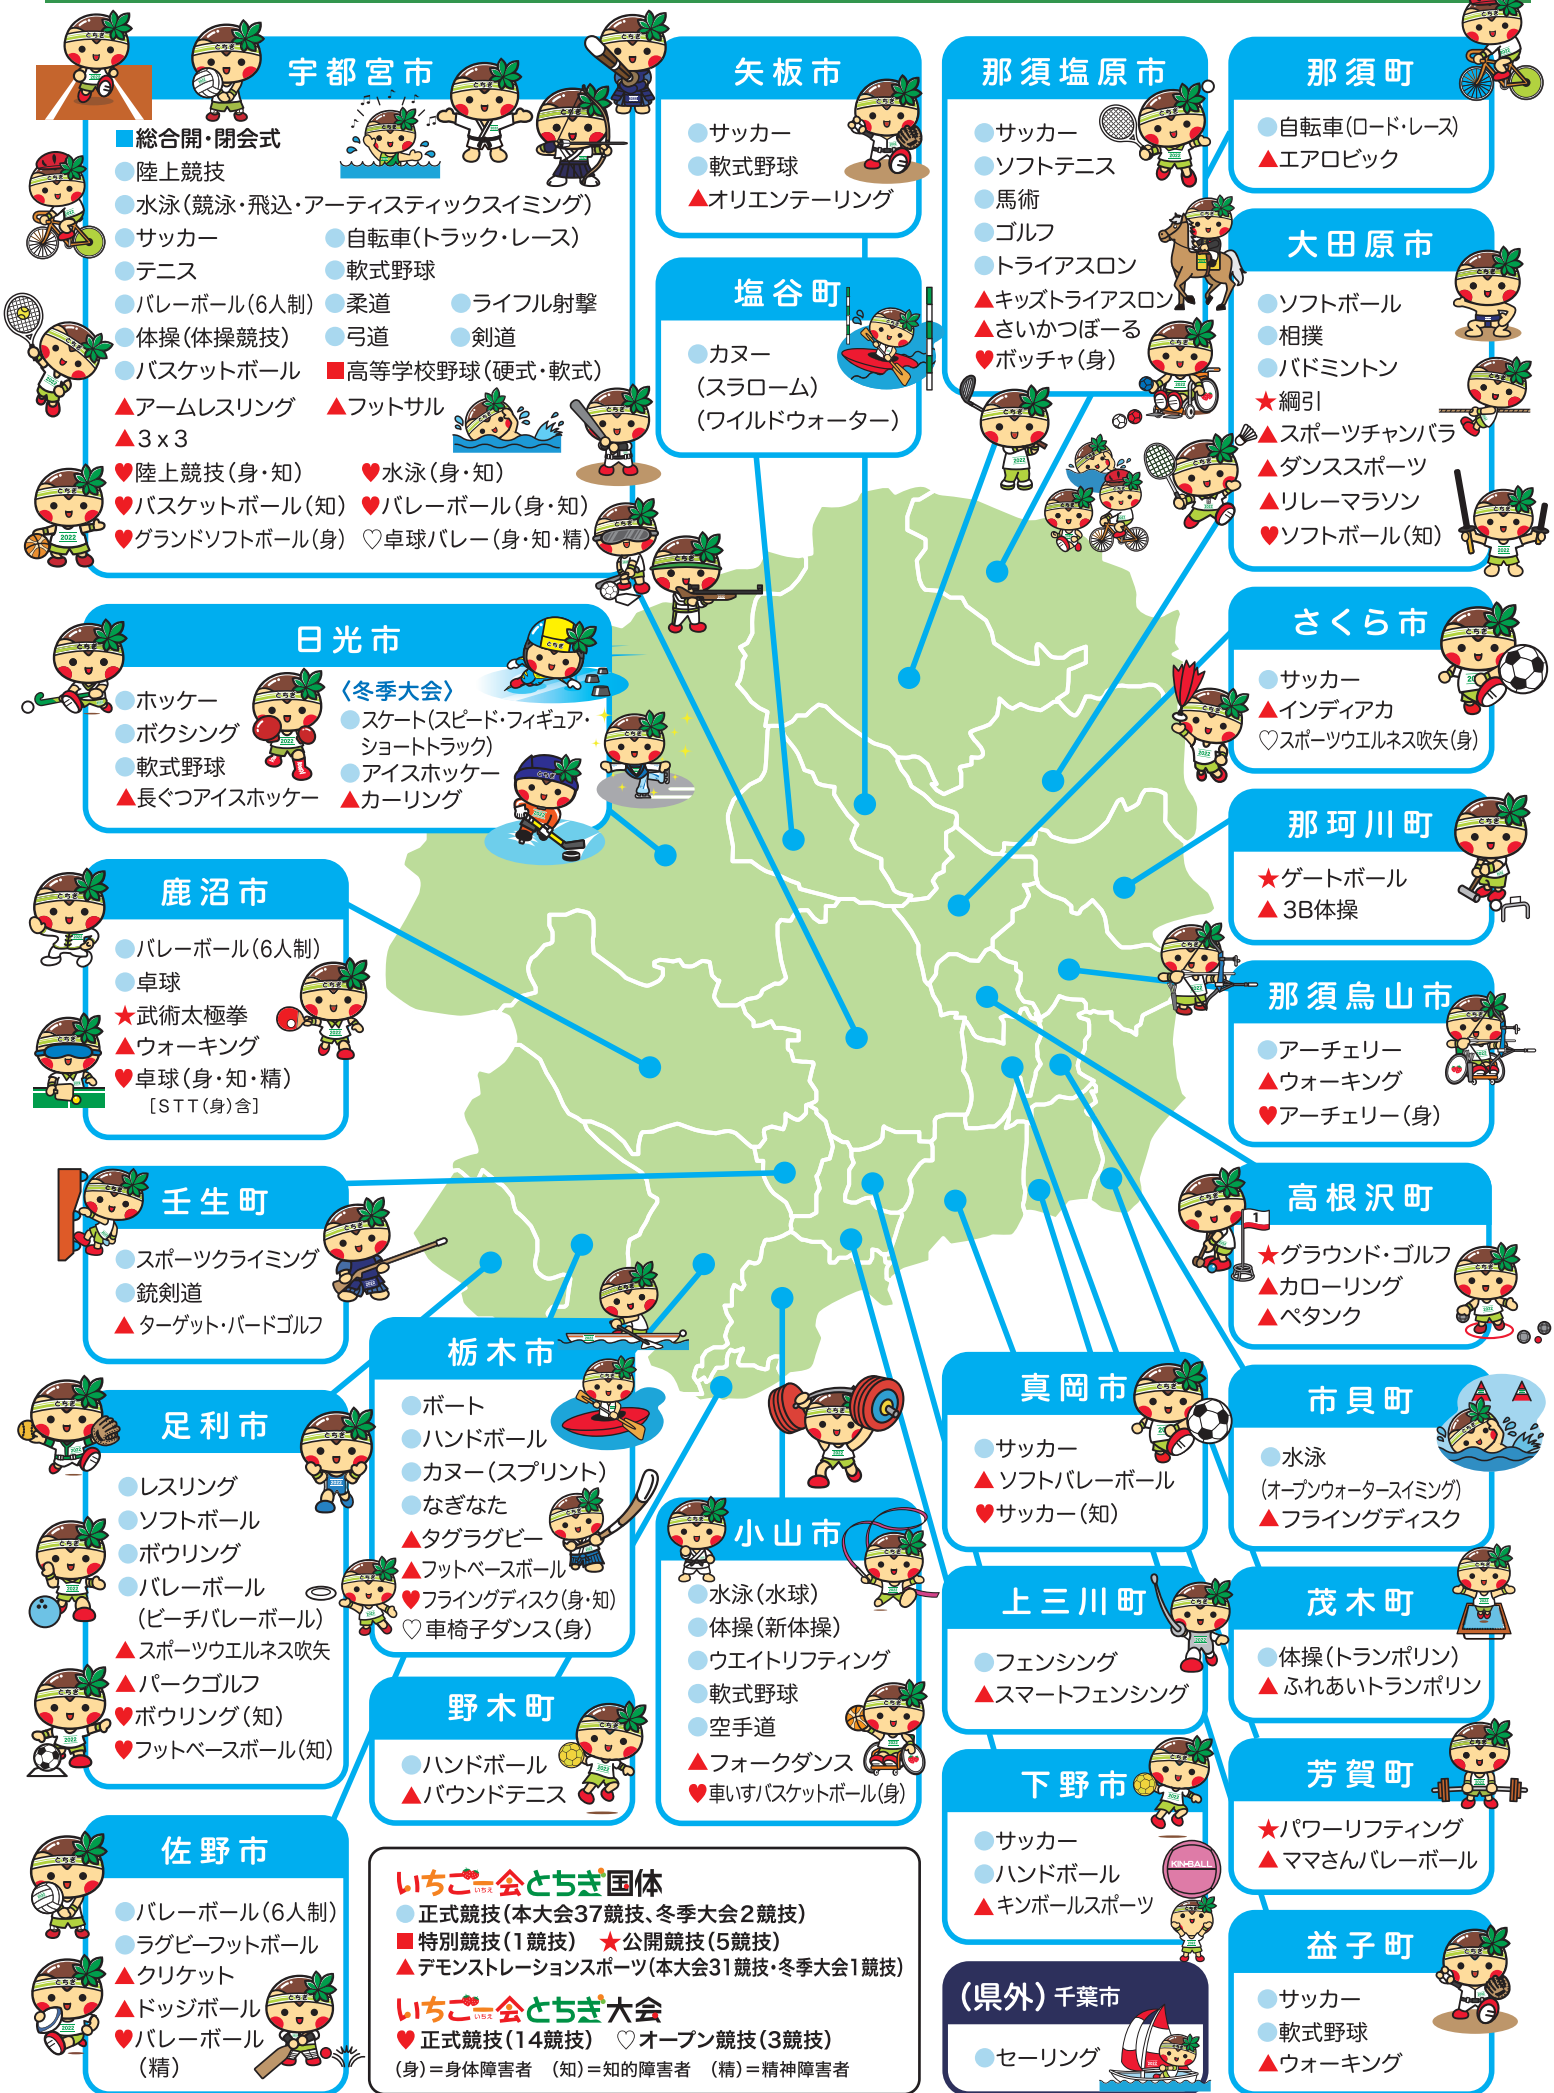 宇都宮市
■総合開・閉会式
●陸上競技
●水泳(競泳・飛込・アーティスティックスイミング)
●サッカー ●自転車(トラック・レース)
●テニス ●軟式野球
●バレーボール(6人制) ●柔道 ●ライフル射撃
●体操(体操競技) ●弓道 ●剣道
●バスケットボール ■高等学校野球(硬式・軟式)
▲アームレスリング ▲フットサル
▲3x3
♥陸上競技(身・知) ♥水泳(身・知)
♥バスケットボール(知) ♥バレーボール(身・知)
♥グランドソフトボール(身) ♡卓球バレー(身・知・精)
矢板市
●サッカー
●軟式野球
▲オリエンテーリング
塩谷町
●カヌー
(スラローム)
(ワイルドウォーター)
那須塩原市
●サッカー
●ソフトテニス
●馬術
●ゴルフ
●トライアスロン
▲キッズトライアスロン
▲さいかつぼーる
♥ボッチャ(身)
那須町
●自転車(ロード・レース)
▲エアロビック
大田原市
●ソフトボール
●相撲
●バドミントン
★綱引
▲スポーツチャンバラ
▲ダンススポーツ
▲リレーマラソン
♥ソフトボール(知)
日光市
●ホッケー
●ボクシング
●軟式野球
▲長ぐつアイスホッケー
〈冬季大会〉
●スケート(スピード・フィギュア・
ショートトラック)
●アイスホッケー
▲カーリング
さくら市
●サッカー
▲インディアカ
♡スポーツウエルネス吹矢(身)
那珂川町
★ゲートボール
▲3B体操
鹿沼市
●バレーボール(6人制)
●卓球
★武術太極拳
▲ウォーキング
♥卓球(身・知・精)
[STT(身)含]
那須烏山市
●アーチェリー
▲ウォーキング
♥アーチェリー(身)
壬生町
●スポーツクライミング
●銃剣道
▲ターゲット・バードゴルフ
高根沢町
★グラウンド・ゴルフ
▲カローリング
▲ペタンク
足利市
●レスリング
●ソフトボール
●ボウリング
●バレーボール
(ビーチバレーボール)
▲スポーツウエルネス吹矢
▲パークゴルフ
♥ボウリング(知)
♥フットベースボール(知)
栃木市
●ボート
●ハンドボール
●カヌー(スプリント)
●なぎなた
▲タグラグビー
▲フットベースボール
♥フライングディスク(身・知)
♡車椅子ダンス(身)
野木町
●ハンドボール
▲バウンドテニス
小山市
●水泳(水球)
●体操(新体操)
●ウエイトリフティング
●軟式野球
●空手道
▲フォークダンス
♥車いすバスケットボール(身)
真岡市
●サッカー
▲ソフトバレーボール
♥サッカー(知)
市貝町
●水泳
(オープンウォータースイミング)
▲フライングディスク
上三川町
●フェンシング
▲スマートフェンシング
茂木町
●体操(トランポリン)
▲ふれあいトランポリン
下野市
●サッカー
●ハンドボール
▲キンボールスポーツ
KIN-BALL
芳賀町
★パワーリフティング
▲ママさんバレーボール
佐野市
●バレーボール(6人制)
●ラグビーフットボール
▲クリケット
▲ドッジボール
♥バレーボール
(精)
(県外)千葉市
●セーリング
益子町
●サッカー
●軟式野球
▲ウォーキング
いちご一会とちぎ国体
いちえ
●正式競技(本大会37競技、冬季大会2競技)
■特別競技(1競技) ★公開競技(5競技)
▲デモンストレーションスポーツ(本大会31競技・冬季大会1競技)
いちご一会とちぎ大会
いちえ
♥正式競技(14競技) ♡オープン競技(3競技)
(身)=身体障害者 (知)=知的障害者 (精)=精神障害者